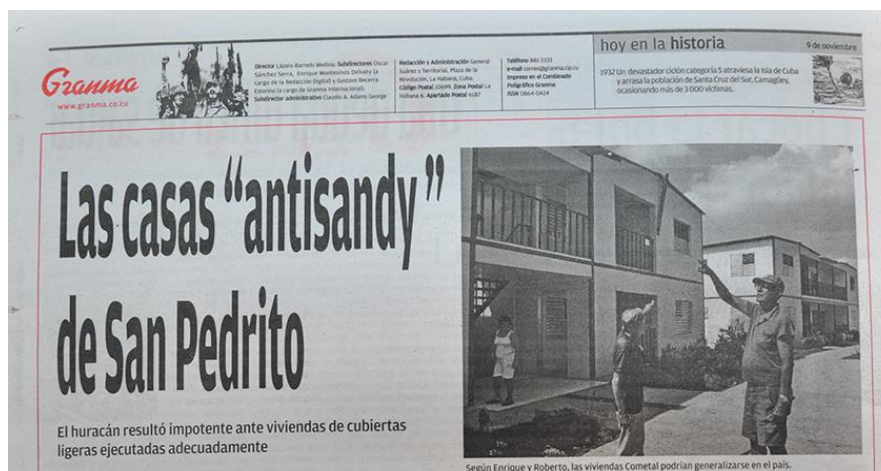 Granma
www.granma.co.cu
Director Lázaro Barredo Medina. Subdirectores Oscar
Sánchez Serra, Enrique Montesinos Delvaty (a
cargo de la Redacción Digital) y Gustavo Becerra
Estorino (a cargo de Granma Internacional).
Subdirector administrativo Claudio A. Adams George
Redacción y Administración General
Suárez y Territorial, Plaza de la
Revolución, La Habana, Cuba.
Código Postal 10699. Zona Postal La
Habana 6. Apartado Postal 6187
Teléfono 881-3333
e-mail correo@granma.cip.cu
Impreso en el Combinado
Poligráfico Granma
ISSN 0864-0424
hoy en la historia
9 de noviembre
1932 Un devastador ciclón categoría 5 atraviesa la Isla de Cuba
y arrasa la población de Santa Cruz del Sur, Camagüey,
ocasionando más de 3 000 víctimas.
Las casas “antisandy”
de San Pedrito
El huracán resultó impotente ante viviendas de cubiertas
ligeras ejecutadas adecuadamente
Según Enrique y Roberto, las viviendas Cometal podrían generalizarse en el país.